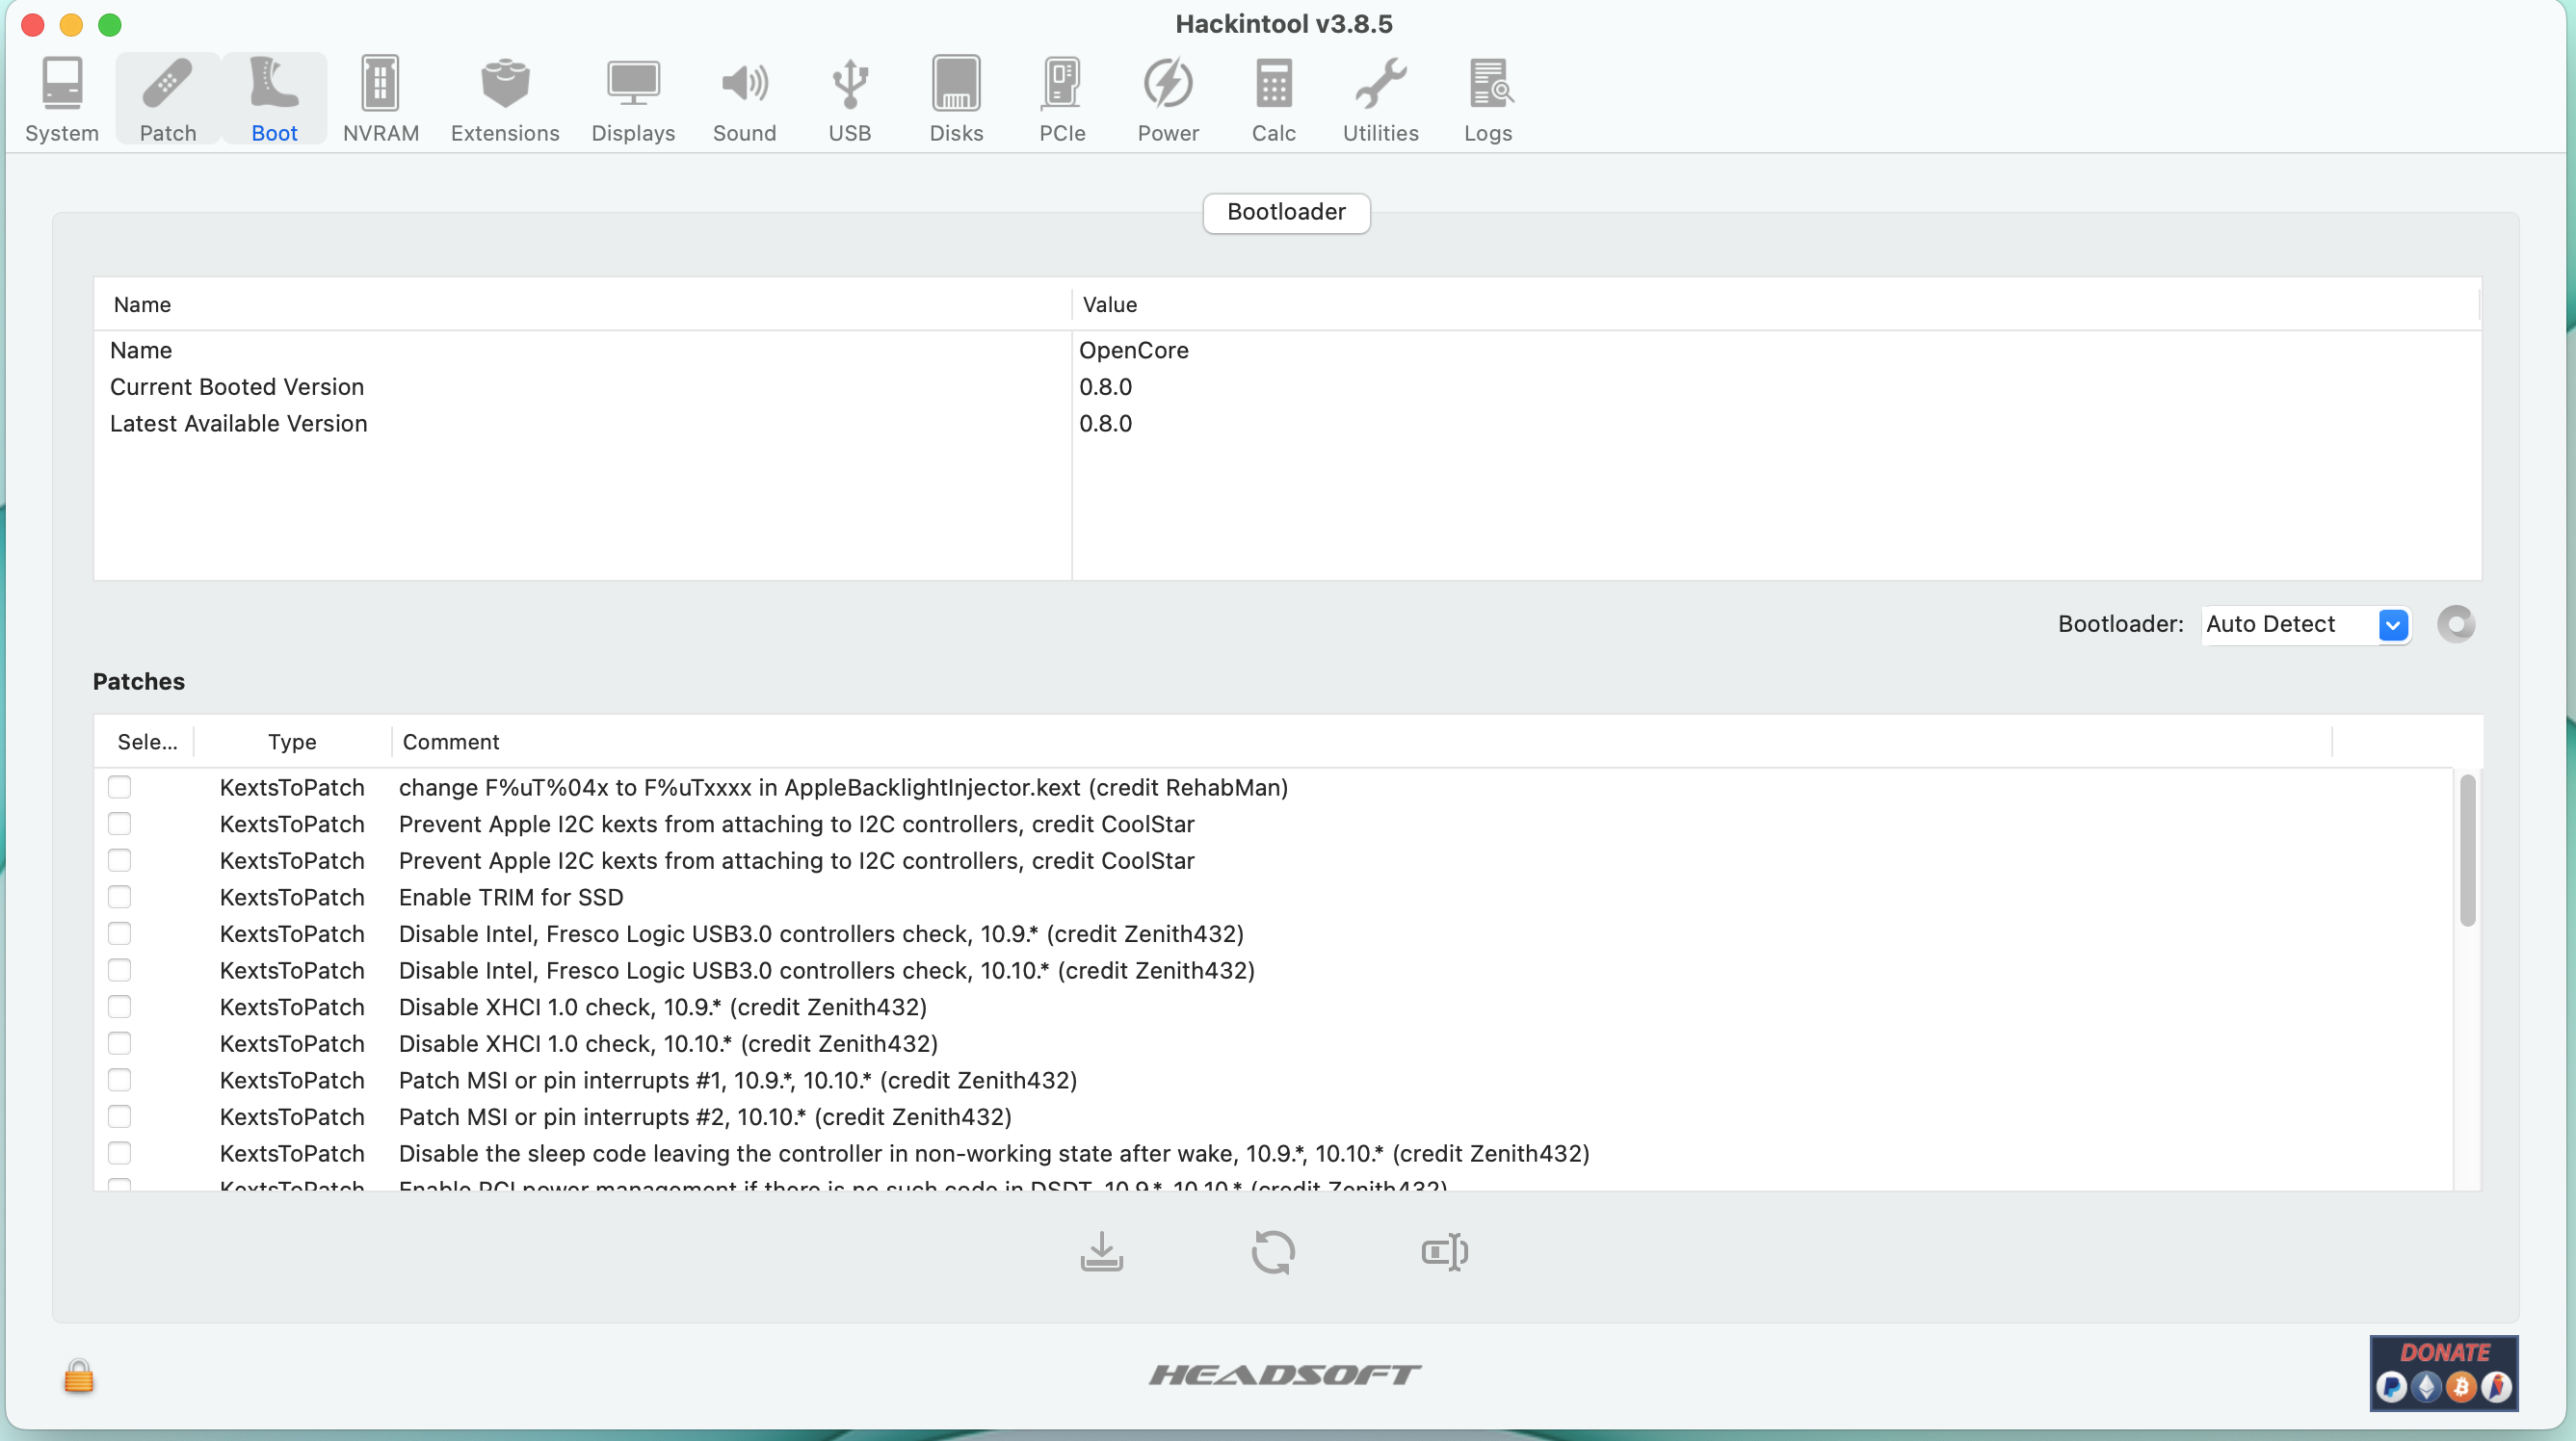 Hackintool v3.8.5
System Patch Boot NVRAM Extensions Displays Sound USB Disks PCIe Power Calc Utilities Logs
Bootloader
Name Value
Name OpenCore
Current Booted Version 0.8.0
Latest Available Version 0.8.0
Bootloader: Auto Detect
Patches
Sele... Type Comment
KextsToPatch change F%uT%04x to F%uTxxxx in AppleBacklightInjector.kext (credit RehabMan)
KextsToPatch Prevent Apple I2C kexts from attaching to I2C controllers, credit CoolStar
KextsToPatch Prevent Apple I2C kexts from attaching to I2C controllers, credit CoolStar
KextsToPatch Enable TRIM for SSD
KextsToPatch Disable Intel, Fresco Logic USB3.0 controllers check, 10.9.* (credit Zenith432)
KextsToPatch Disable Intel, Fresco Logic USB3.0 controllers check, 10.10.* (credit Zenith432)
KextsToPatch Disable XHCI 1.0 check, 10.9.* (credit Zenith432)
KextsToPatch Disable XHCI 1.0 check, 10.10.* (credit Zenith432)
KextsToPatch Patch MSI or pin interrupts #1, 10.9.*, 10.10.* (credit Zenith432)
KextsToPatch Patch MSI or pin interrupts #2, 10.10.* (credit Zenith432)
KextsToPatch Disable the sleep code leaving the controller in non-working state after wake, 10.9.*, 10.10.* (credit Zenith432)
KextsToPatch Enable PCI power management if there is no such code in DSDT, 10.9.*, 10.10.* (credit Zenith432)
HEADSOFT
DONATE